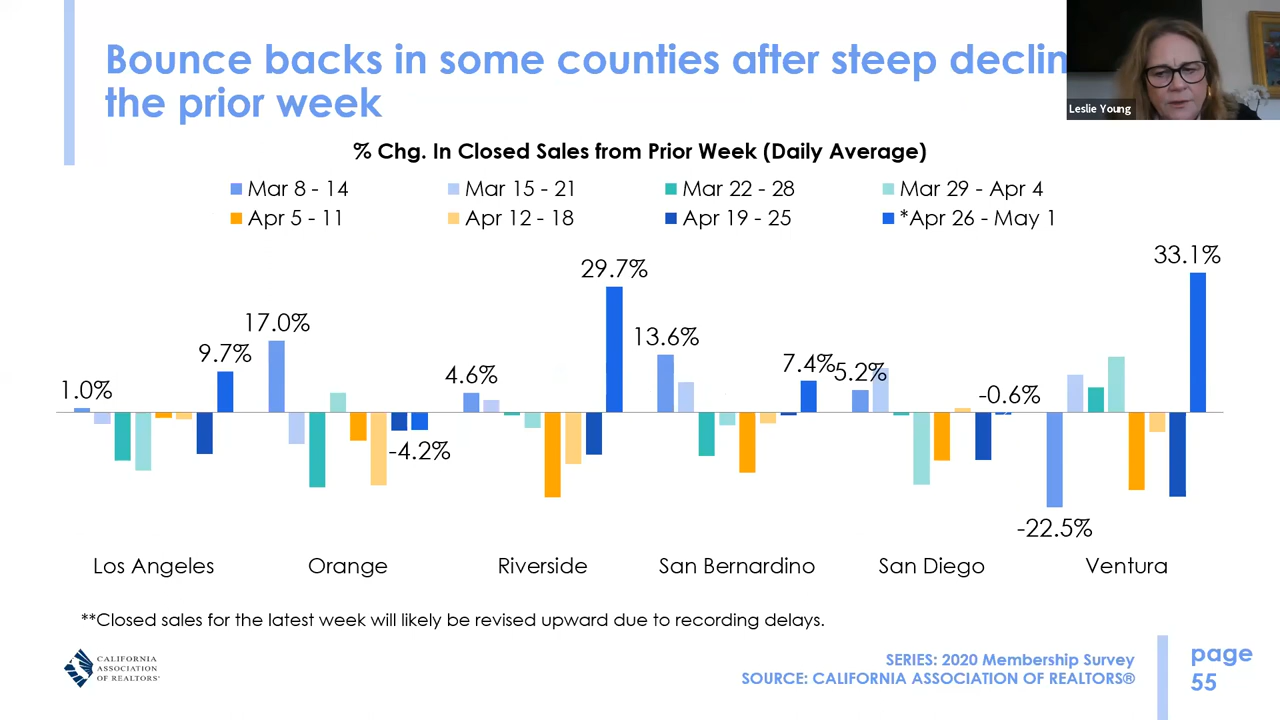 Bounce backs in some counties after steep declin
the prior week
Leslie Young
% Chg. In Closed Sales from Prior Week (Daily Average)
Mar 8 - 14 Mar 15 - 21 Mar 22 - 28 Mar 29 - Apr 4
Apr 5 - 11 Apr 12 - 18 Apr 19 - 25 *Apr 26 - May 1
1.0% 9.7% 17.0% -4.2% 4.6% 29.7% 13.6% 7.4% 5.2% -0.6% -22.5% 33.1%
Los Angeles Orange Riverside San Bernardino San Diego Ventura
**Closed sales for the latest week will likely be revised upward due to recording delays.
CALIFORNIA
ASSOCIATION
OF REALTORS®
SERIES: 2020 Membership Survey
SOURCE: CALIFORNIA ASSOCIATION OF REALTORS®
page
55